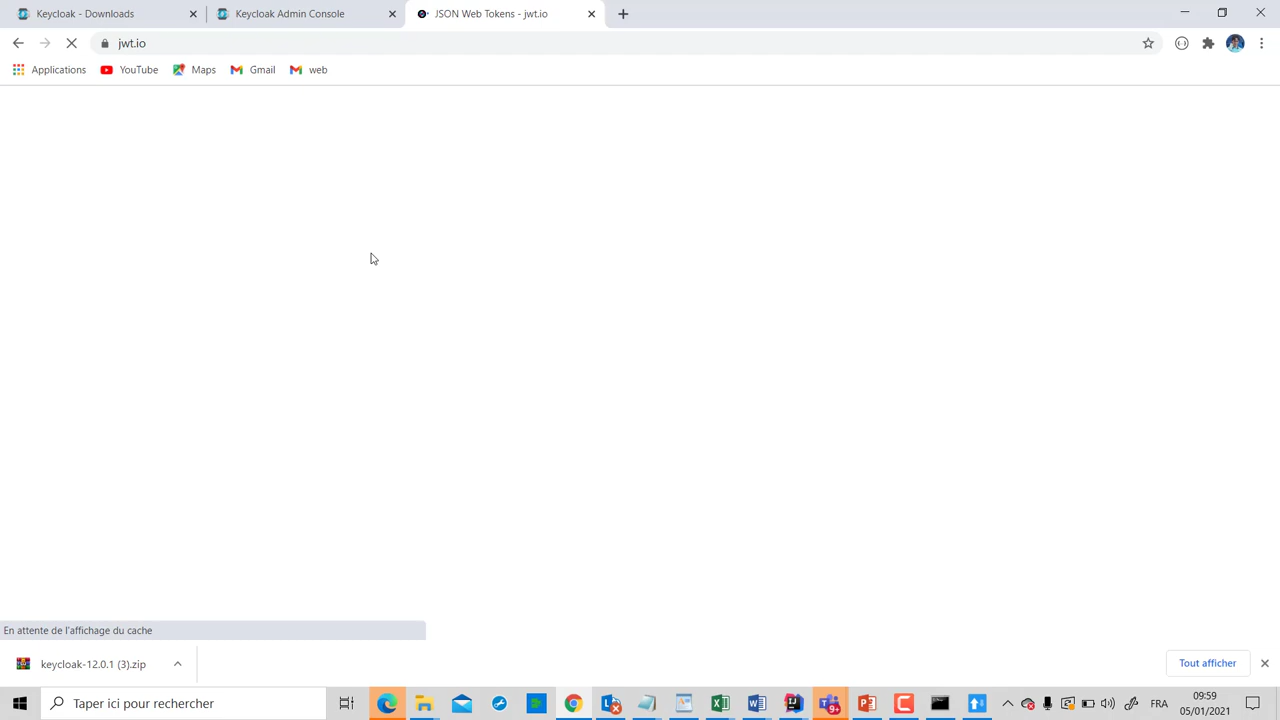 Keycloak - Downloads
Keycloak Admin Console
JSON Web Tokens - jwt.io
jwt.io
Applications
YouTube
Maps
Gmail
web
En attente de l'affichage du cache
keycloak-12.0.1 (3).zip
Tout afficher
Taper ici pour rechercher
9+
FRA
09:59
05/01/2021